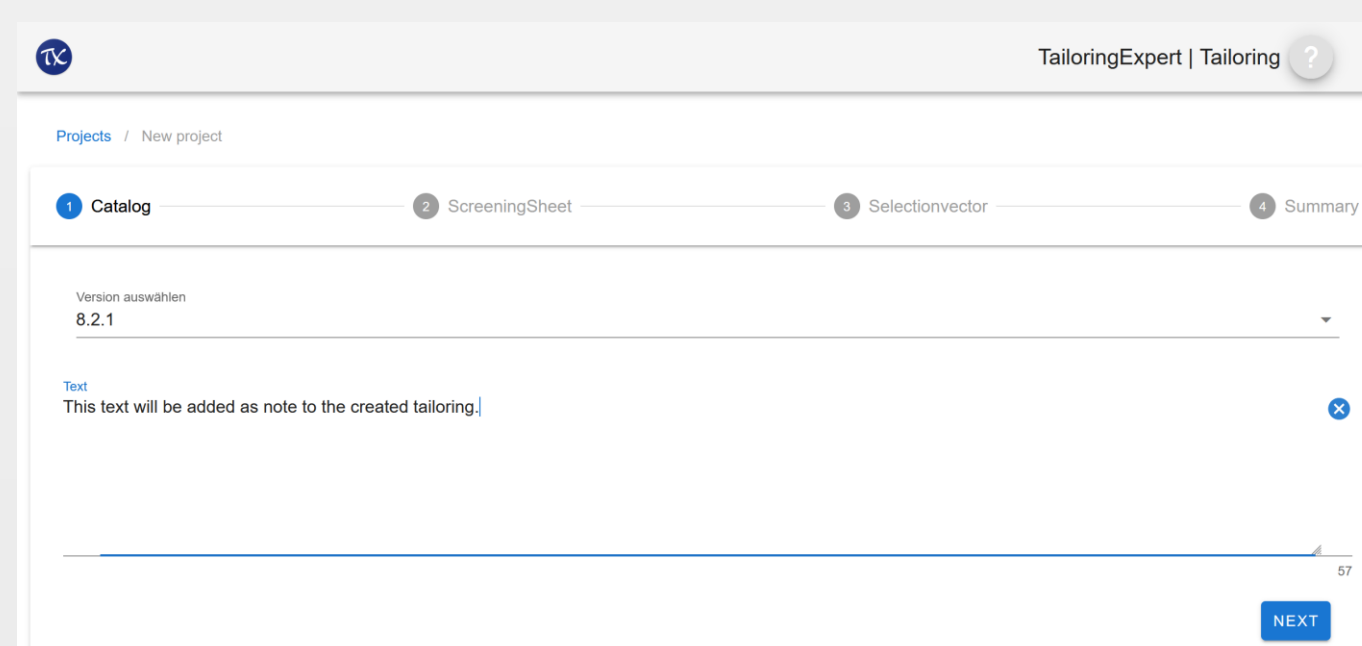 TX
TailoringExpert | Tailoring ?
Projects / New project
1 Catalog 2 ScreeningSheet 3 Selectionvector 4 Summary
Version auswählen
8.2.1
Text
This text will be added as note to the created tailoring.
57
NEXT